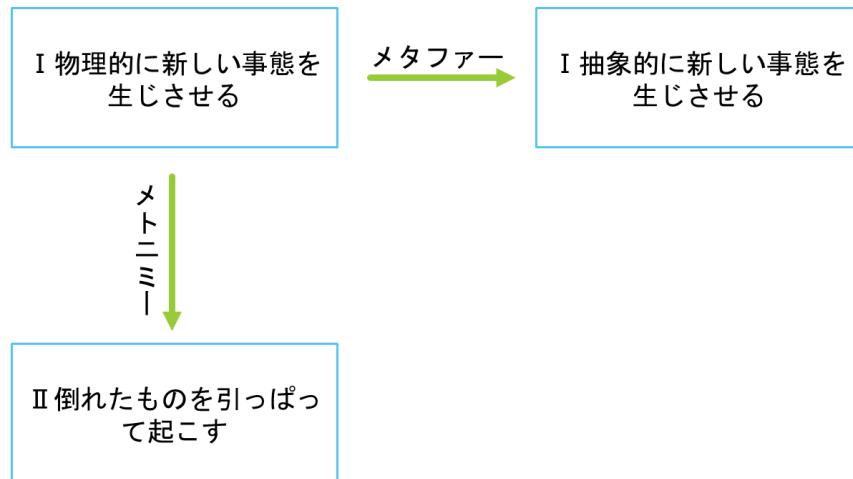 Ⅰ物理的に新しい事態を
生じさせる
メタファー
Ⅰ抽象的に新しい事態を
生じさせる
メトニミー
Ⅱ倒れたものを引っぱっ
て起こす